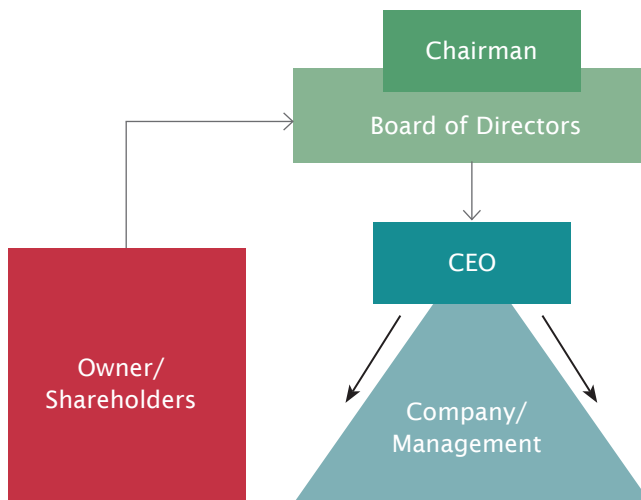 Chairman
Board of Directors
CEO
Owner/
Shareholders
Company/
Management